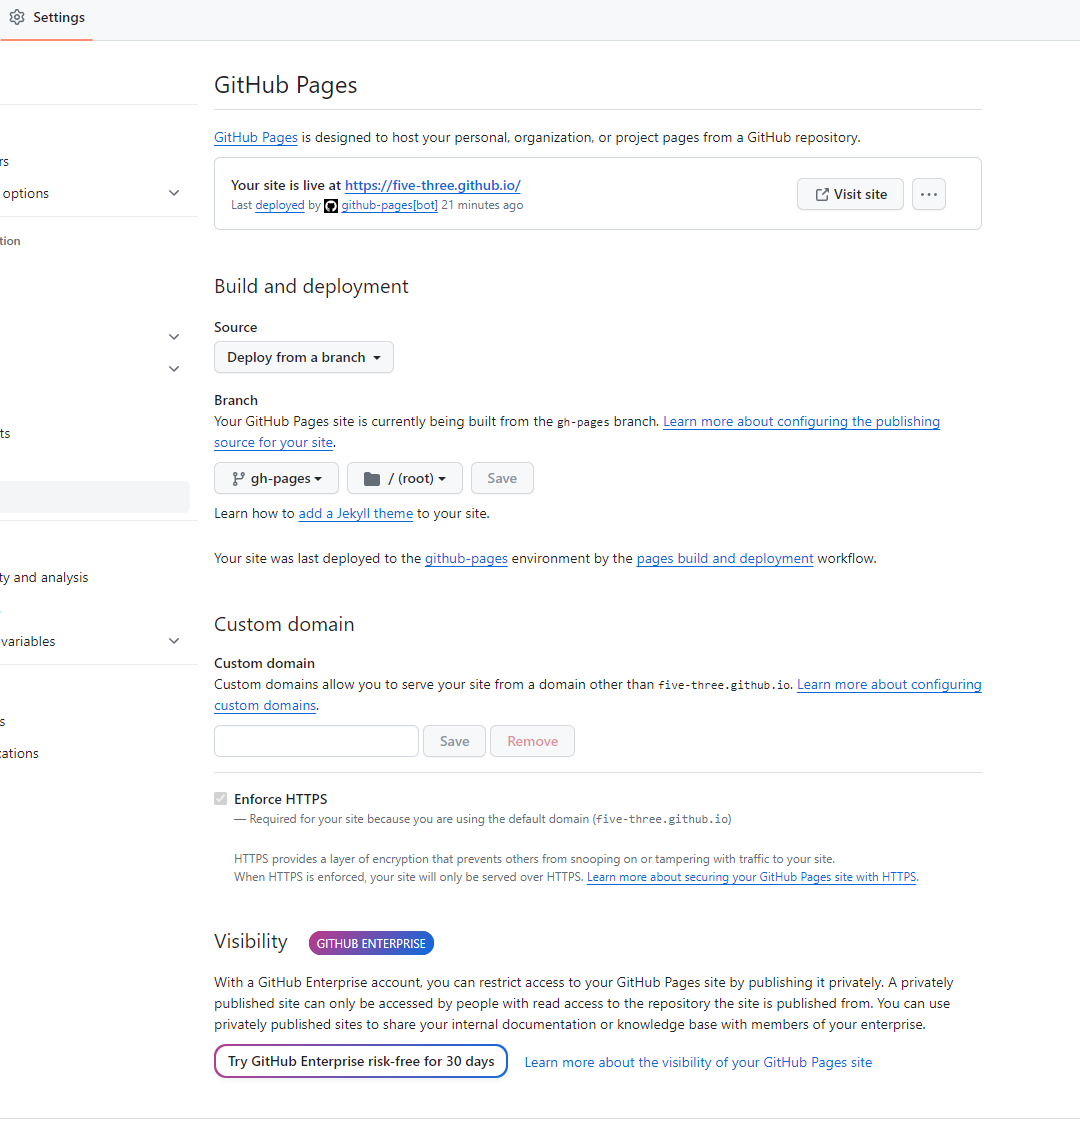 Settings
GitHub Pages
GitHub Pages is designed to host your personal, organization, or project pages from a GitHub repository.
rs
options
tion
ts
ty and analysis
variables
s
cations
Your site is live at https://five-three.github.io/
Last deployed by github-pages[bot] 21 minutes ago
Visit site
Build and deployment
Source
Deploy from a branch
Branch
Your GitHub Pages site is currently being built from the gh-pages branch. Learn more about configuring the publishing
source for your site.
gh-pages
/ (root)
Save
Learn how to add a Jekyll theme to your site.
Your site was last deployed to the github-pages environment by the pages build and deployment workflow.
Custom domain
Custom domain
Custom domains allow you to serve your site from a domain other than five-three.github.io. Learn more about configuring
custom domains.
Save
Remove
Enforce HTTPS
— Required for your site because you are using the default domain (five-three.github.io)
HTTPS provides a layer of encryption that prevents others from snooping on or tampering with traffic to your site.
When HTTPS is enforced, your site will only be served over HTTPS. Learn more about securing your GitHub Pages site with HTTPS.
Visibility
GITHUB ENTERPRISE
With a GitHub Enterprise account, you can restrict access to your GitHub Pages site by publishing it privately. A privately
published site can only be accessed by people with read access to the repository the site is published from. You can use
privately published sites to share your internal documentation or knowledge base with members of your enterprise.
Try GitHub Enterprise risk-free for 30 days
Learn more about the visibility of your GitHub Pages site